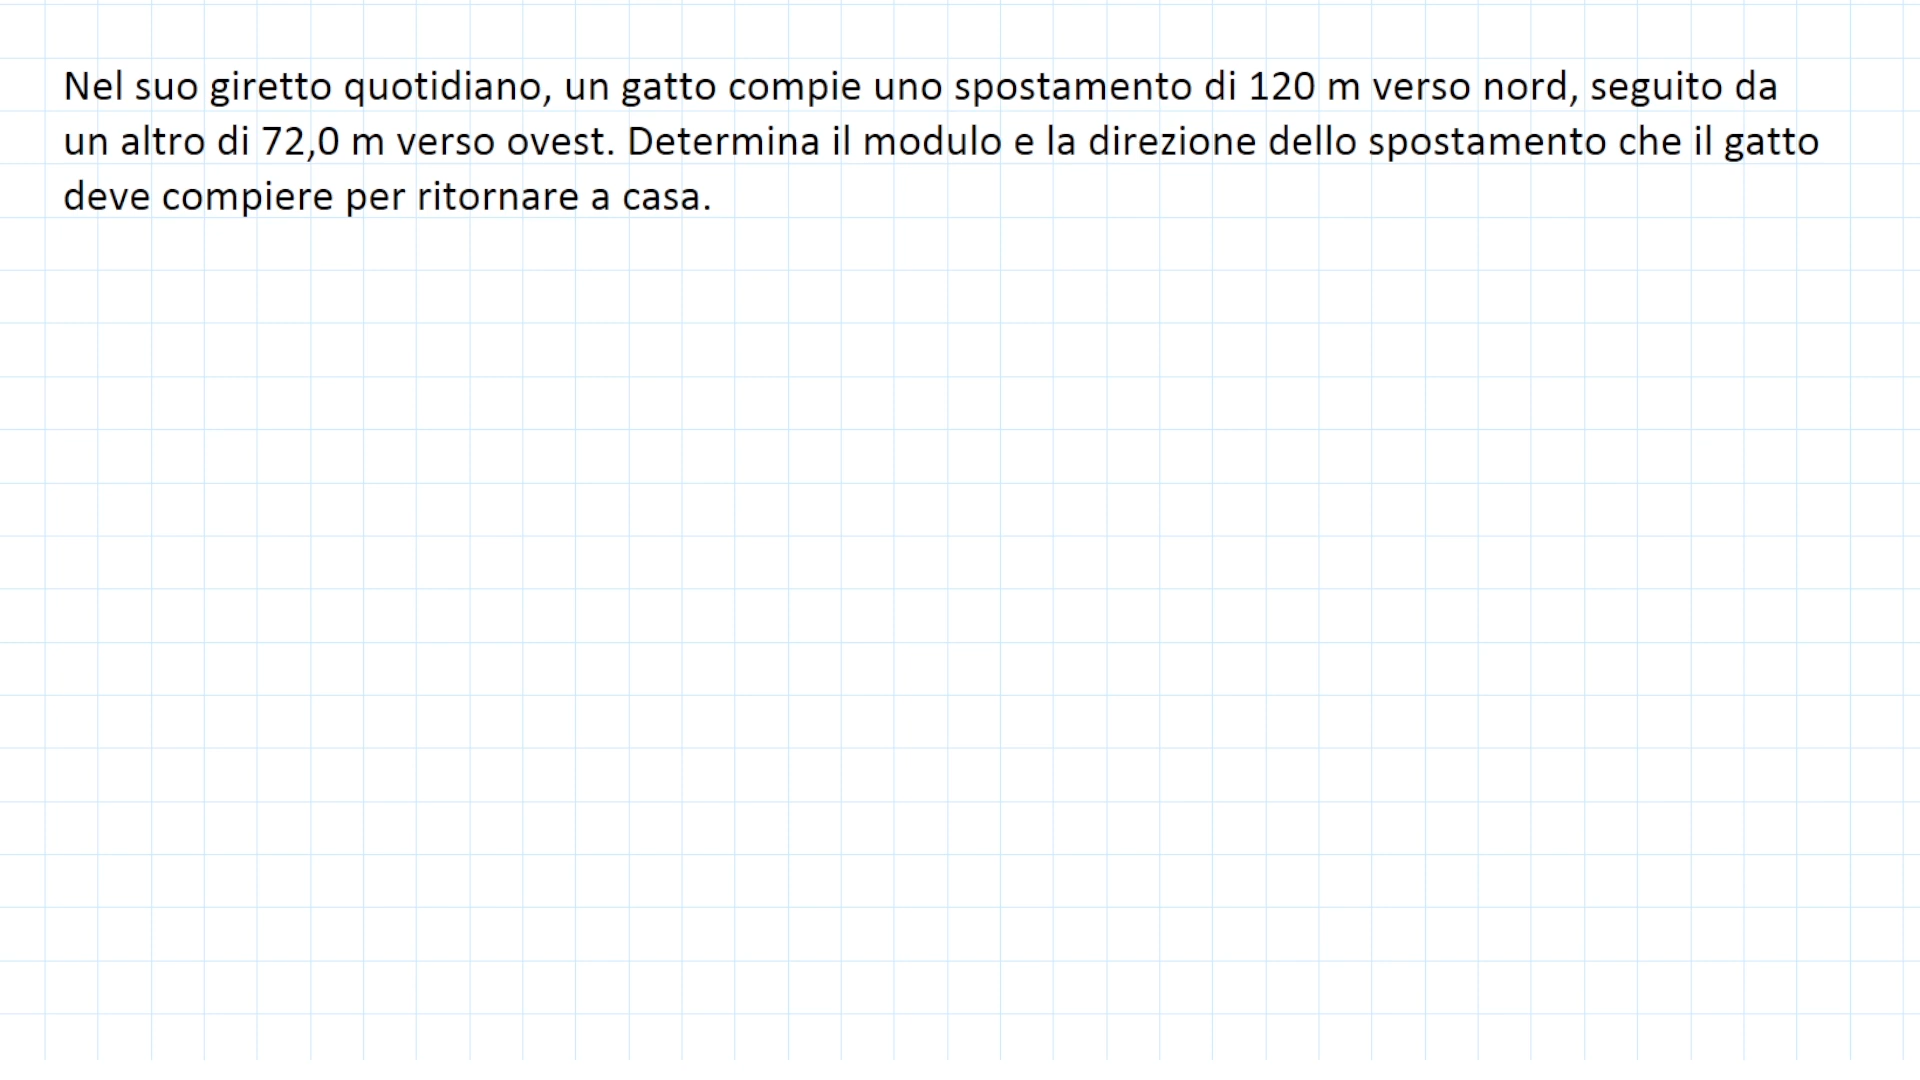 Nel suo giretto quotidiano, un gatto compie uno spostamento di 120 m verso nord, seguito da
un altro di 72,0 m verso ovest. Determina il modulo e la direzione dello spostamento che il gatto
deve compiere per ritornare a casa.